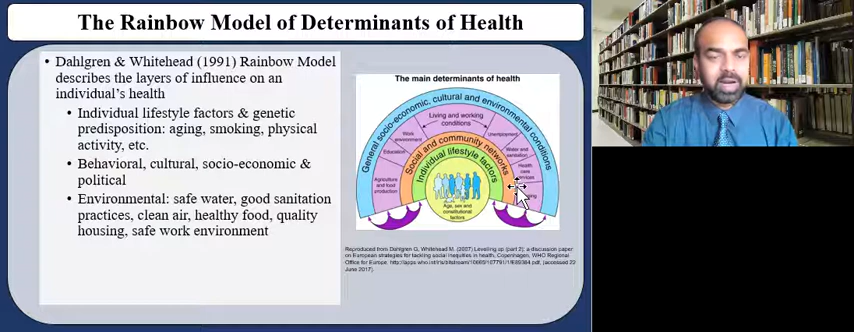 The Rainbow Model of Determinants of Health
• Dahlgren & Whitehead (1991) Rainbow Model
describes the layers of influence on an
individual's health
• Individual lifestyle factors & genetic
predisposition: aging, smoking, physical
activity, etc.
• Behavioral, cultural, socio-economic &
political
• Environmental: safe water, good sanitation
practices, clean air, healthy food, quality
housing, safe work environment
The main determinants of health
General socio-economic, cultural and environmental conditions
Living and working
conditions
Work
environment
Unemployment
Education
Water and
sanitation
Agriculture
and food
production
Health
care
Social and community networks
Individual lifestyle factors
Age, sex and
constitutional
factors
Reproduced from Dahlgren G, Whitehead M. (2007) Levelling up (part 2): a discussion paper
on European strategies for tackling social inequities in health. Copenhagen, WHO Regional
Office for Europe.
June 2017).